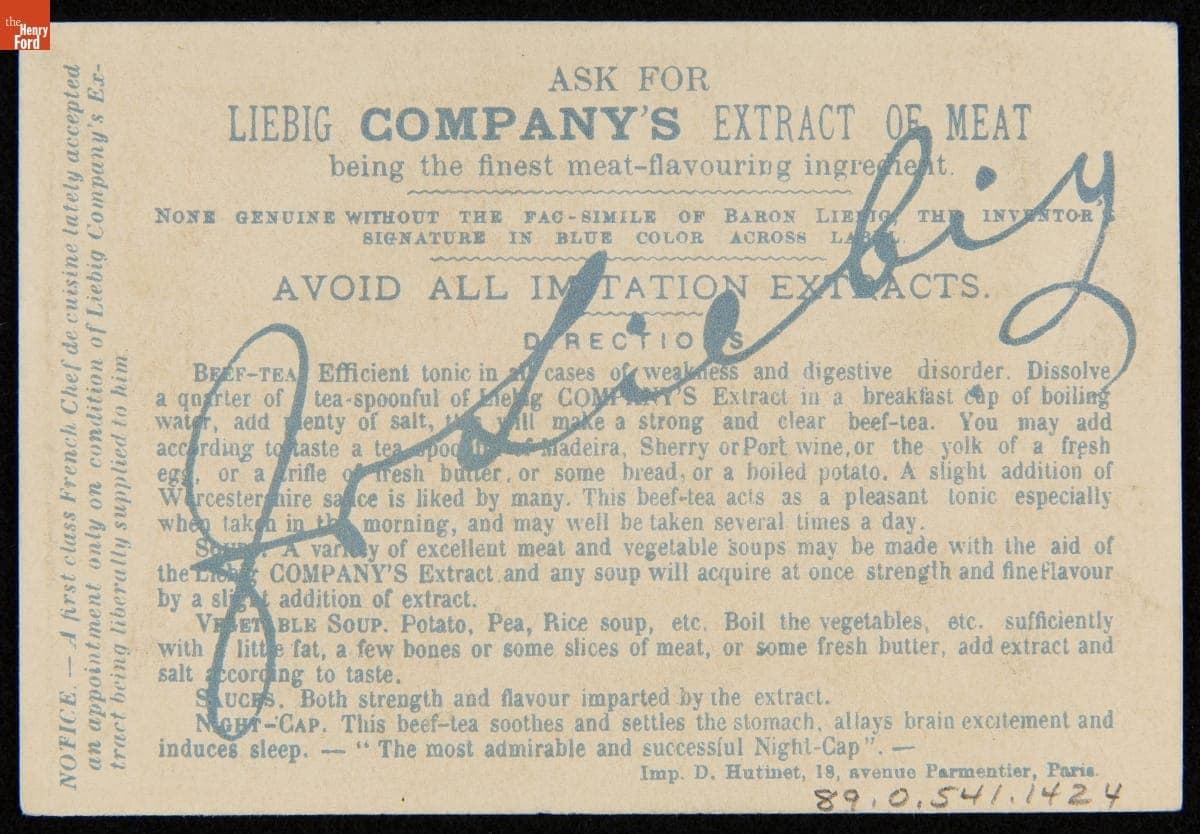 the
Henry
Ford
NOTICE. — A first class French Chef de cuisine lately accepted
an appointment only on condition of Liebig Company's Ex-
tract being liberally supplied to him.
ASK FOR
LIEBIG COMPANY'S EXTRACT OF MEAT
being the finest meat-flavouring ingredient.
NONE GENUINE WITHOUT THE FAC-SIMILE OF BARON LIEBIG, THE INVENTOR'S
SIGNATURE IN BLUE COLOR ACROSS LABEL.
AVOID ALL IMITATION EXTRACTS.
DIRECTIONS
BEEF-TEA. Efficient tonic in all cases of weakness and digestive disorder. Dissolve
a quarter of a tea-spoonful of Liebig COMPANY'S Extract in a breakfast cup of boiling
water, add plenty of salt, this will make a strong and clear beef-tea. You may add
according to taste a tea spoonful of Madeira, Sherry or Port wine, or the yolk of a fresh
egg, or a trifle of fresh butter, or some bread, or a boiled potato. A slight addition of
Worcestershire sauce is liked by many. This beef-tea acts as a pleasant tonic especially
when taken in the morning, and may well be taken several times a day.
SOUPS. A variety of excellent meat and vegetable soups may be made with the aid of
the Liebig COMPANY'S Extract and any soup will acquire at once strength and fine flavour
by a slight addition of extract.
VEGETABLE SOUP. Potato, Pea, Rice soup, etc. Boil the vegetables, etc. sufficiently
with a little fat, a few bones or some slices of meat, or some fresh butter, add extract and
salt according to taste.
SAUCES. Both strength and flavour imparted by the extract.
NIGHT-CAP. This beef-tea soothes and settles the stomach, allays brain excitement and
induces sleep. — " The most admirable and successful Night-Cap ". —
Imp. D. Hutinet, 18, avenue Parmentier, Paris.
J v Liebig
89.0.541.1424